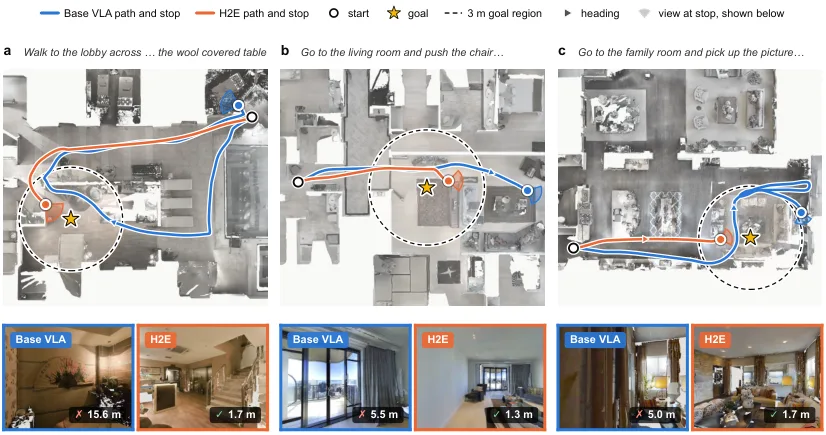 Base VLA path and stop H2E path and stop start goal 3 m goal region heading view at stop, shown below
a Walk to the lobby across … the wool covered table
b Go to the living room and push the chair…
c Go to the family room and pick up the picture…
Base VLA ✗ 15.6 m
H2E ✓ 1.7 m
Base VLA ✗ 5.5 m
H2E ✓ 1.3 m
Base VLA ✗ 5.0 m
H2E ✓ 1.7 m